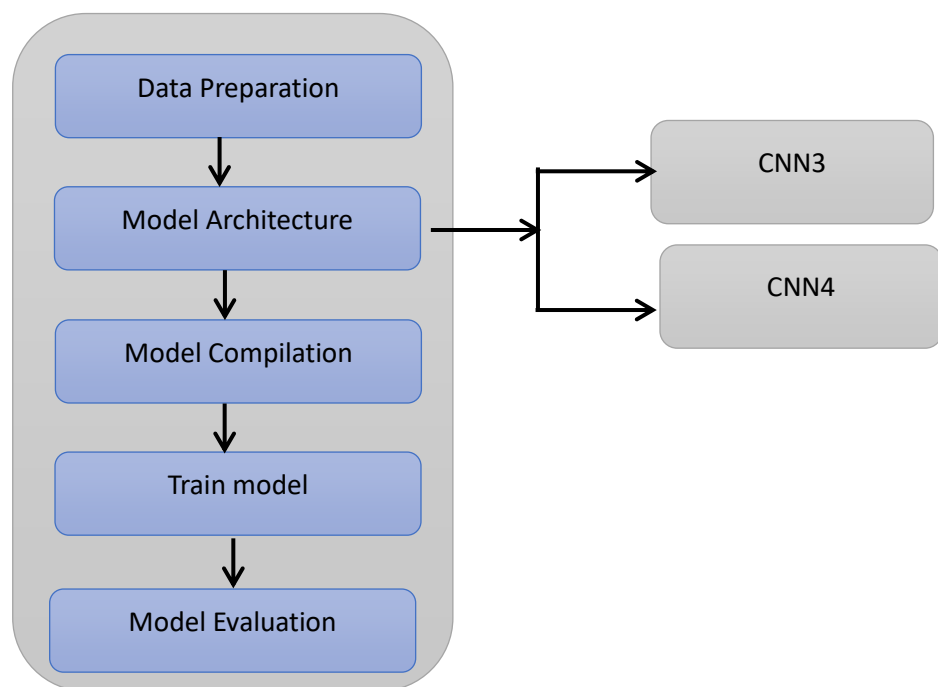 Data Preparation
Model Architecture
Model Compilation
Train model
Model Evaluation
CNN3
CNN4